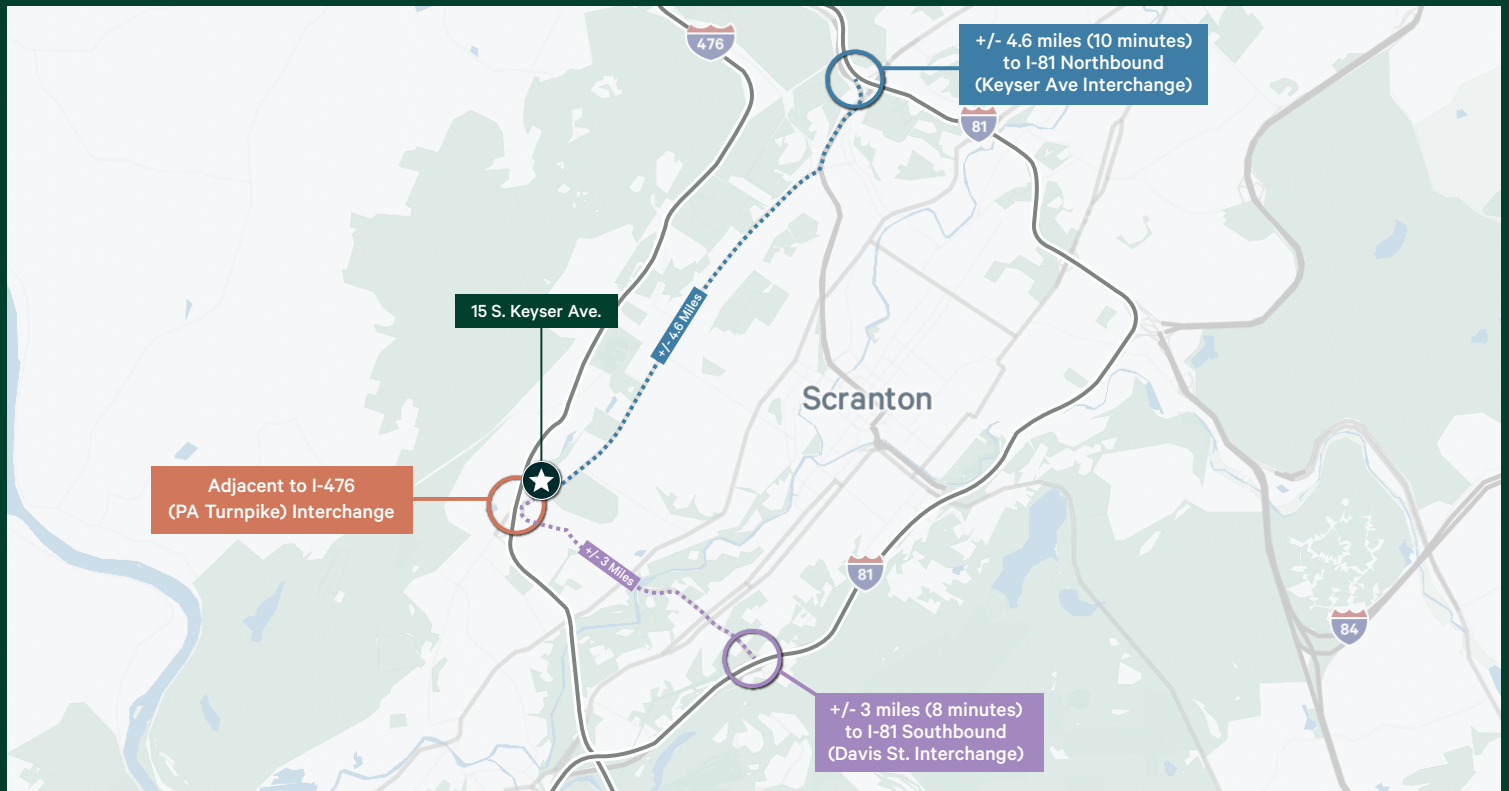 476
+/- 4.6 miles (10 minutes)
to I-81 Northbound
(Keyser Ave Interchange)
81
15 S. Keyser Ave.
+/- 4.6 Miles
Scranton
Adjacent to I-476
(PA Turnpike) Interchange
+/- 3 Miles
81
84
+/- 3 miles (8 minutes)
to I-81 Southbound
(Davis St. Interchange)